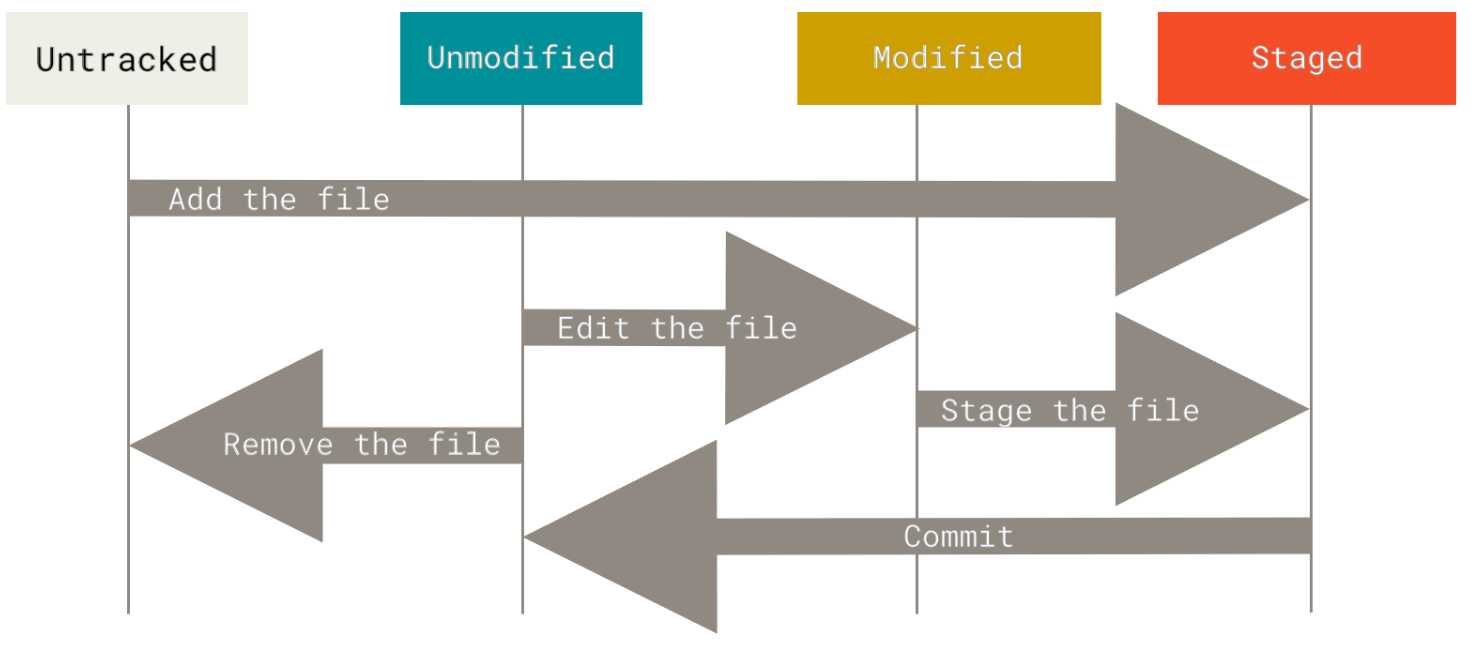 Untracked
Unmodified
Modified
Staged
Add the file
Edit the file
Stage the file
Remove the file
Commit